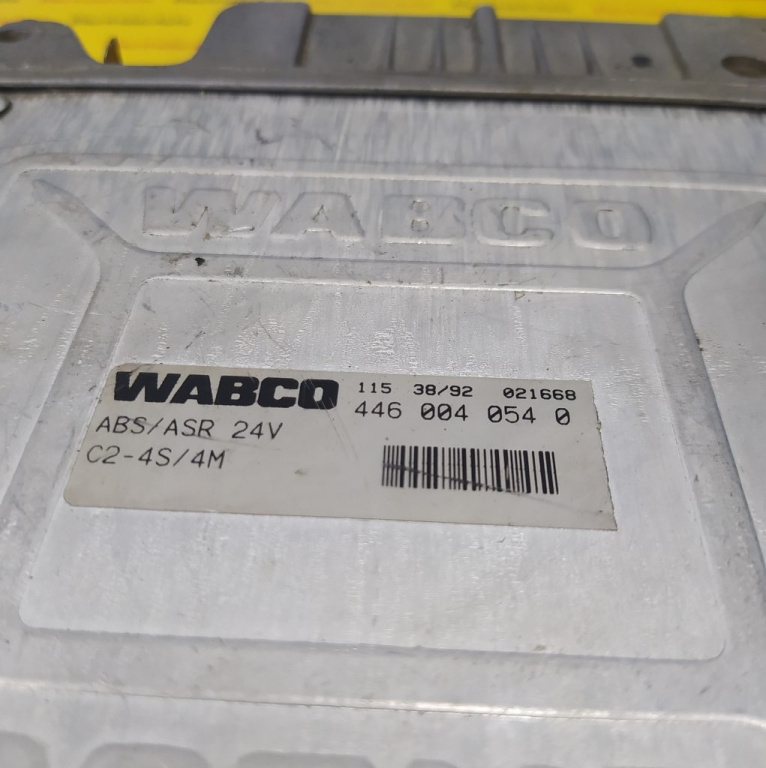 WABCO
WABCO 115 38/92 021668
446 004 054 0
ABS/ASR 24V
C2-4S/4M